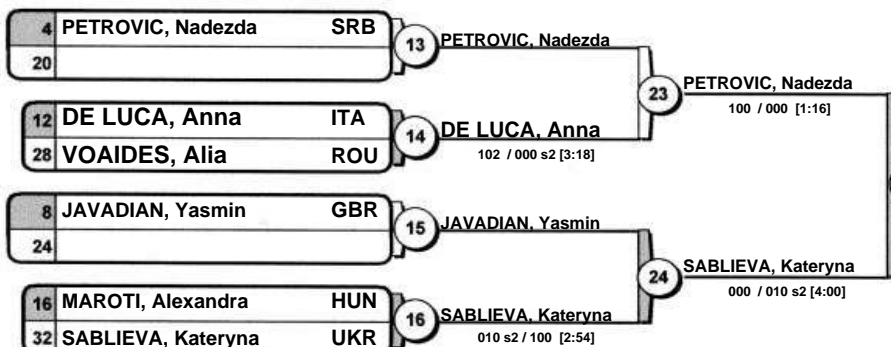 4 PETROVIC, Nadezda SRB
20
13
PETROVIC, Nadezda
12 DE LUCA, Anna ITA
28 VOAIDES, Alia ROU
14
DE LUCA, Anna
102 / 000 s2 [3:18]
23
PETROVIC, Nadezda
100 / 000 [1:16]
8 JAVADIAN, Yasmin GBR
24
15
JAVADIAN, Yasmin
16 MAROTI, Alexandra HUN
32 SABLIEVA, Kateryna UKR
16
SABLIEVA, Kateryna
010 s2 / 100 [2:54]
24
SABLIEVA, Kateryna
000 / 010 s2 [4:00]